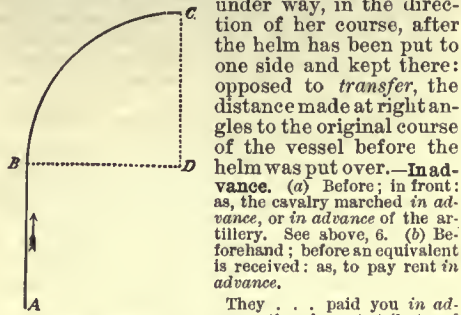 C.
B
D
A
under way, in the direc-
tion of her course, after
the helm has been put to
one side and kept there:
opposed to transfer, the
distance made at right an-
gles to the original course
of the vessel before the
helm was put over.—In ad-
vance. (a) Before; in front:
as, the cavalry marched in ad-
vance, or in advance of the ar-
tillery. See above, 6. (b) Be-
forehand; before an equivalent
is received: as, to pay rent in
advance.
They . . . paid you in ad-